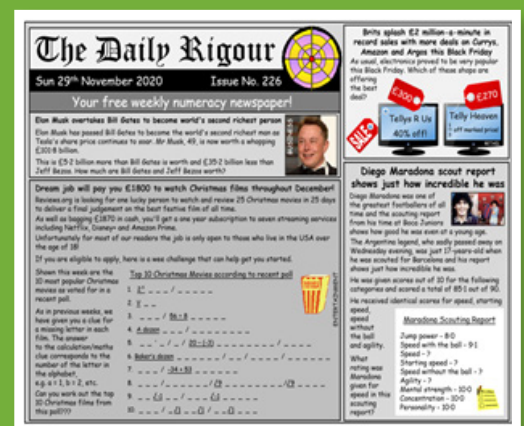 The Daily Rigour
Sun 29th November 2020 Issue No. 226
Your free weekly numeracy newspaper!
Elon Musk overtakes Bill Gates to become world's second richest person
Elon Musk has passed Bill Gates to become the world's second richest man as
Tesla's share price continues to soar. Mr Musk, 49, is now worth a whopping
£101·8 billion.
This is £5·2 billion more than Bill Gates is worth and £35·2 billion less than
Jeff Bezos. How much are Bill Gates and Jeff Bezos worth?
BUSINESS
Dream job will pay you £1800 to watch Christmas films throughout December!
Reviews.org is looking for one lucky person to watch and review 25 Christmas movies in 25 days
to deliver a final judgement on the best festive film of all time.
As well as bagging £1870 in cash, you'll get a one year subscription to seven streaming services
including Netflix, Disney+ and Amazon Prime.
Unfortunately for most of our readers the job is only open to those who live in the USA over
the age of 18!
If you are eligible to apply, here is a wee challenge that can help you get started.
Shown this week are the
10 most popular Christmas
movies as voted for in a
recent poll.
As in previous weeks, we
have given you a clue for
a missing letter in each
film. The answer
to the calculation/maths
clue corresponds to the
number of the letter in
the alphabet,
e.g. a = 1, b = 2, etc.
Can you work out the top
10 Christmas films from
this poll???
Top 10 Christmas Movies according to recent poll
1.
2. V
3. 56 ÷ 8
4. A dozen
5. 20 – (-3)
6. Baker's dozen
7. -34 + 53
8.
9.
10.
ENTERTAINMENT
Brits splash £2 million-a-minute in
record sales with more deals on Currys,
Amazon and Argos this Black Friday
As usual, electronics proved to be very popular
this Black Friday. Which of these shops are
offering
the best
deal?
£300
Tellys R Us
40% off!
SALE
£270
Telly Heaven
off marked price!
Diego Maradona scout report
shows just how incredible he was
Diego Maradona was one of
the greatest footballers of all
time and the scouting report
from his time at Boca Juniors
shows how good he was even at a young age.
The Argentina legend, who sadly passed away on
Wednesday evening, was just 17-years-old when
he was scouted for Barcelona and his report
shows just how incredible he was.
He was given scores out of 10 for the following
categories and scored a total of 85·1 out of 90.
He received identical scores for speed, starting
speed,
speed
without
the ball
and agility.
What
rating was
Maradona
given for
speed in this
scouting
report?
Maradona Scouting Report
Jump power - 8·0
Speed with the ball - 9·1
Speed - ?
Starting speed - ?
Speed without the ball - ?
Agility - ?
Mental strength - 10·0
Concentration - 10·0
Personality - 10·0